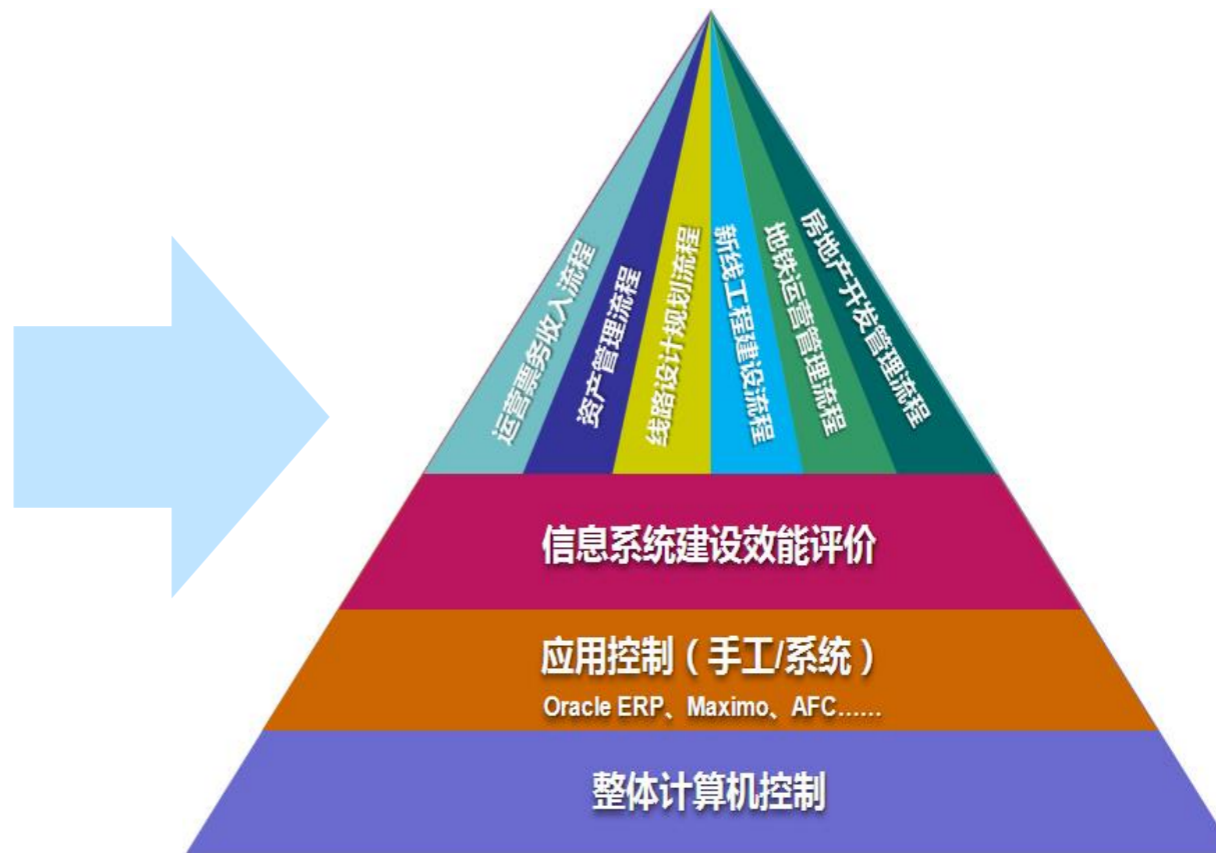 运营票务收入流程
资产管理流程
线路设计规划流程
新线工程建设流程
地铁运营管理流程
房地产开发管理流程
信息系统建设效能评价
应用控制（手工/系统）
Oracle ERP、Maximo、AFC……
整体计算机控制